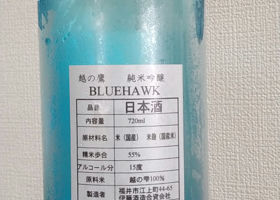 越の鷹 純米吟醸
BLUEHAWK
品目 日本酒
内容量 720ml
原材料名 米(国産) 米麹(国産米)
精米歩合 55%
アルコール分 15度
原料米 越の雫100%
製造者 福井市江上町44-65
伊藤酒造合資会社